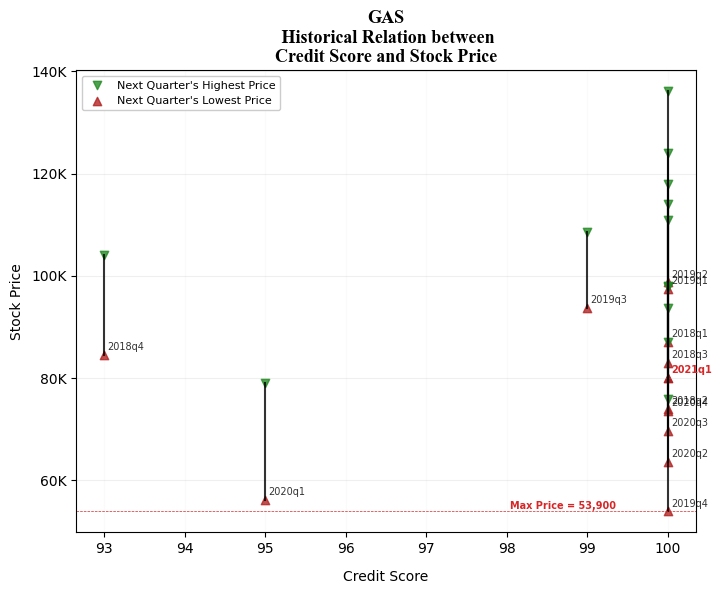 GAS
Historical Relation between
Credit Score and Stock Price
Next Quarter's Highest Price
Next Quarter's Lowest Price
Stock Price
140K
120K
100K
80K
60K
2018q4
2020q1
2019q3
2019q2
2019q1
2018q1
2018q3
2021q1
2018q2
2020q4
2020q3
2020q2
2019q4
Max Price = 53,900
93 94 95 96 97 98 99 100
Credit Score